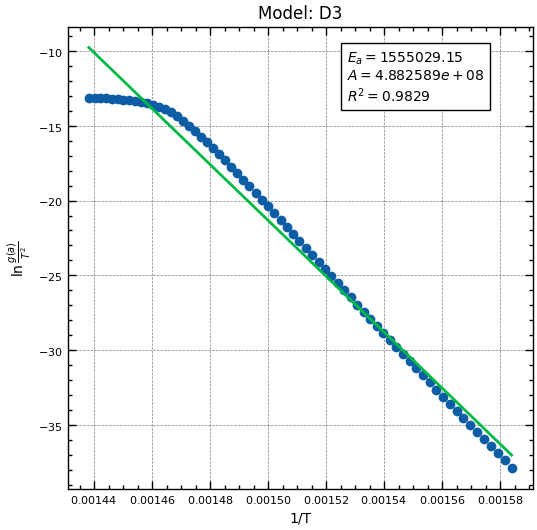 Model: D3
E_a = 1555029.15
A = 4.882589e + 08
R^2 = 0.9829
−10
−15
−20
−25
−30
−35
ln g(a)/T^2
0.00144 0.00146 0.00148 0.00150 0.00152 0.00154 0.00156 0.00158
1/T